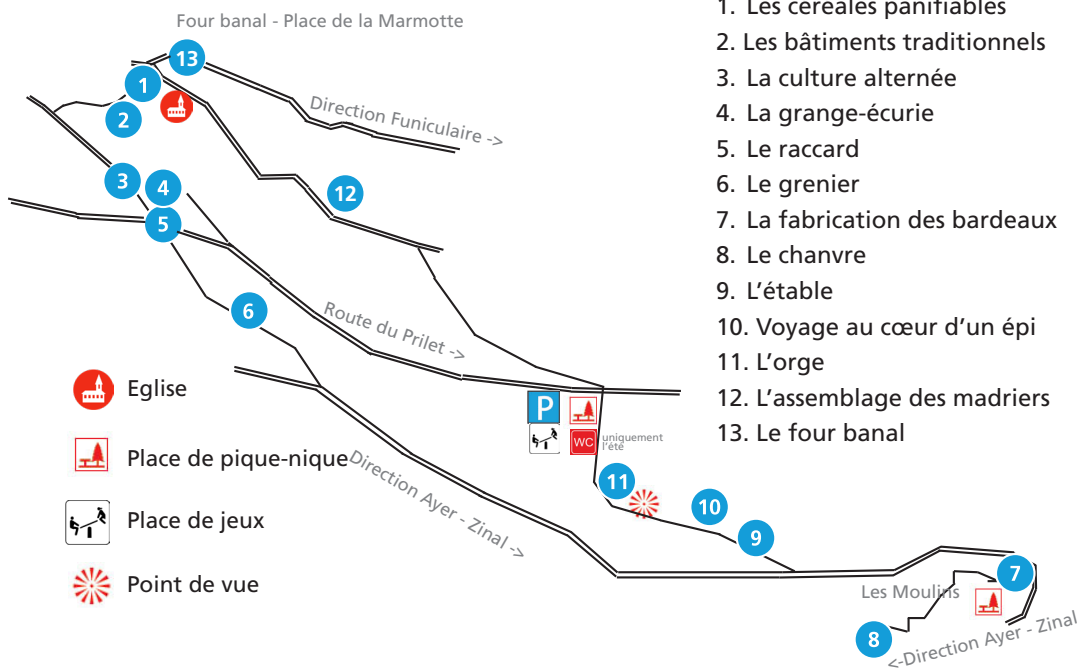 Four banal - Place de la Marmotte
1. Les céréales panifiables
2. Les bâtiments traditionnels
3. La culture alternée
4. La grange-écurie
5. Le raccard
6. Le grenier
7. La fabrication des bardeaux
8. Le chanvre
9. L’étable
10. Voyage au cœur d’un épi
11. L’orge
12. L’assemblage des madriers
13. Le four banal
13
1
2
Direction Funiculaire ->
3
4
12
5
6
Route du Prilet ->
Eglise
Place de pique-nique
Place de jeux
Point de vue
P
WC
uniquement
l'été
Direction Ayer - Zinal ->
11
10
9
7
Les Moulins
8
<-Direction Ayer - Zinal